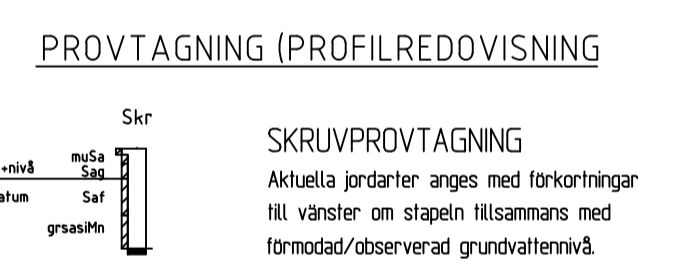 PROVTAGNING (PROFILREDOVISNING
Skr
SKRUVPROVTAGNING
muSa
+nivå
Sag
Aktuella jordarter anges med förkortningar
atum
Saf
till vänster om stapeln tillsammans med
grsasiMn
förmodad/observerad grundvattennivå.